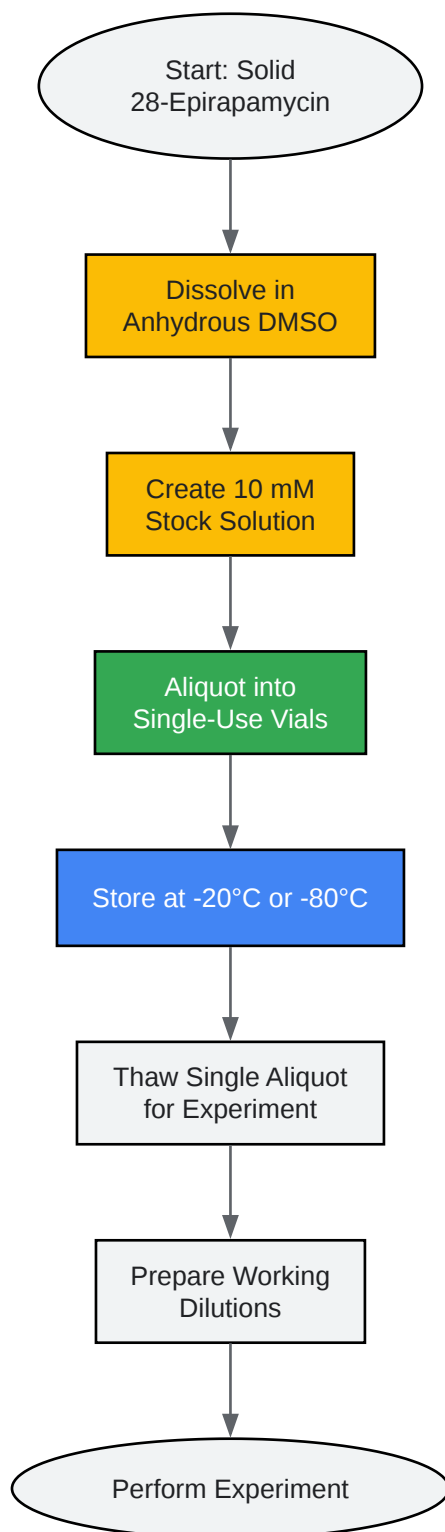 Start: Solid
28-Epirapamycin
Dissolve in
Anhydrous DMSO
Create 10 mM
Stock Solution
Aliquot into
Single-Use Vials
Store at -20°C or -80°C
Thaw Single Aliquot
for Experiment
Prepare Working
Dilutions
Perform Experiment